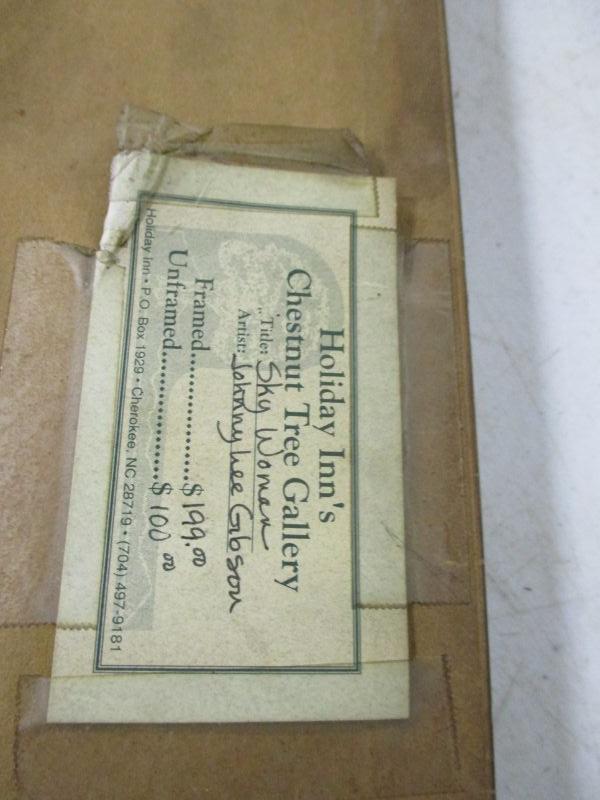 Holiday Inn's
Chestnut Tree Gallery
Title: Sky Woman
Artist: Johnny Lee Gibson
Framed..................$ 199.00
Unframed..................$ 100.00
Holiday Inn • P.O. Box 1929 • Cherokee, NC 28719 • (704) 497-9181